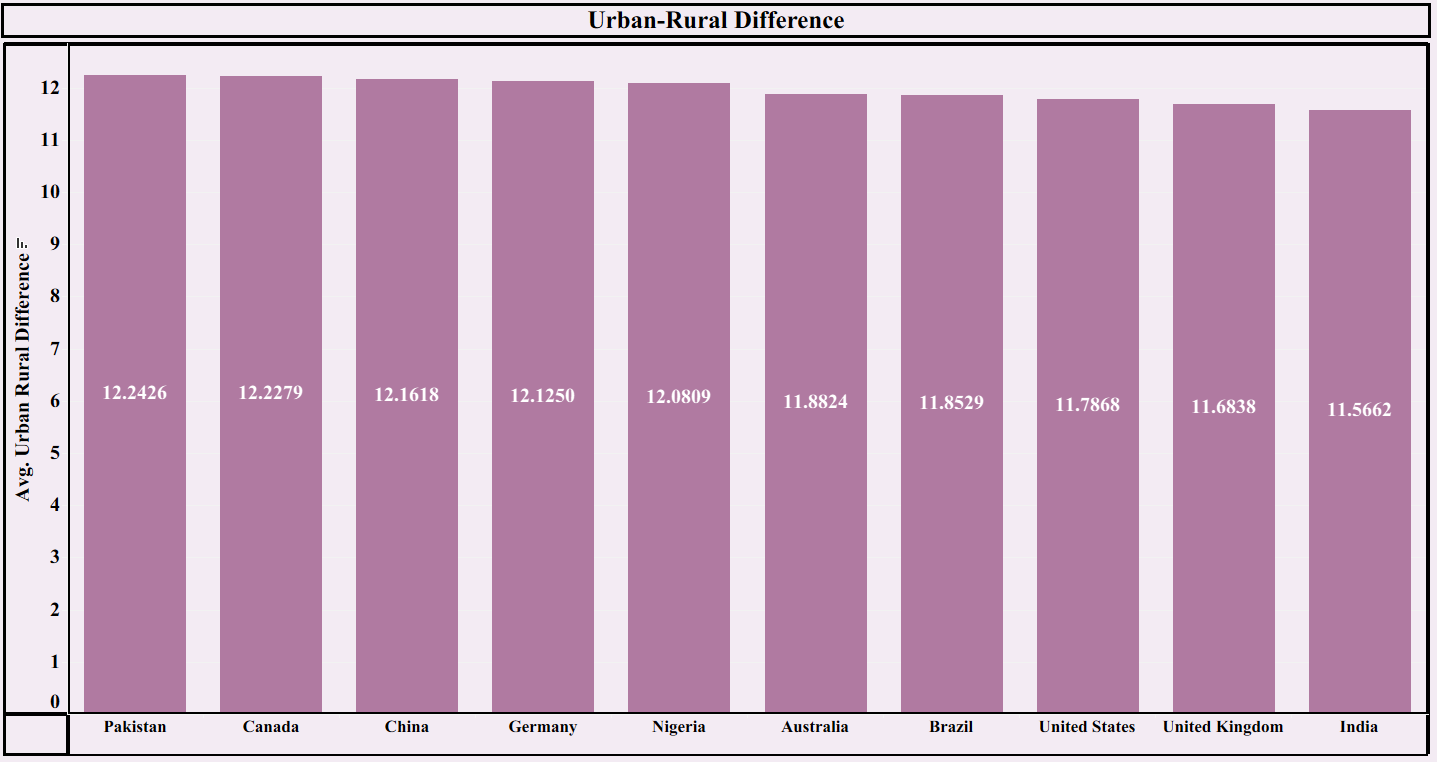 Urban-Rural Difference
Avg. Urban Rural Difference
12
11
10
9
8
7
6
5
4
3
2
1
0
12.2426
12.2279
12.1618
12.1250
12.0809
11.8824
11.8529
11.7868
11.6838
11.5662
Pakistan
Canada
China
Germany
Nigeria
Australia
Brazil
United States
United Kingdom
India